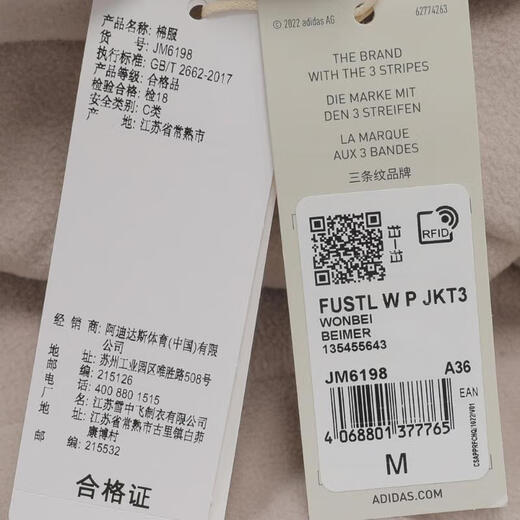 产品名称: 棉服
货 号: JM6198
执行标准: GB/T 2662-2017
产品等级: 合格品
检验合格: 检18
安全类别: C类
产 地: 江苏省常熟市
经 销 商: 阿迪达斯体育(中国)有限
公司
地 址: 苏州工业园区唯胜路508号
邮 编: 215126
电 话: 400 880 1515
厂 名: 江苏雪中飞制衣有限公司
地 址: 江苏省常熟市古里镇白茆
康博村
邮 编: 215532
合格证
© 2022 adidas AG
62774263
THE BRAND
WITH THE 3 STRIPES
DIE MARKE MIT
DEN 3 STREIFEN
LA MARQUE
AUX 3 BANDES
三条纹品牌
RFID
FUSTL W P JKT3
WONBEI
BEIMER
135455643
JM6198
A36
EAN
4 068801 377765
M
ADIDAS.COM